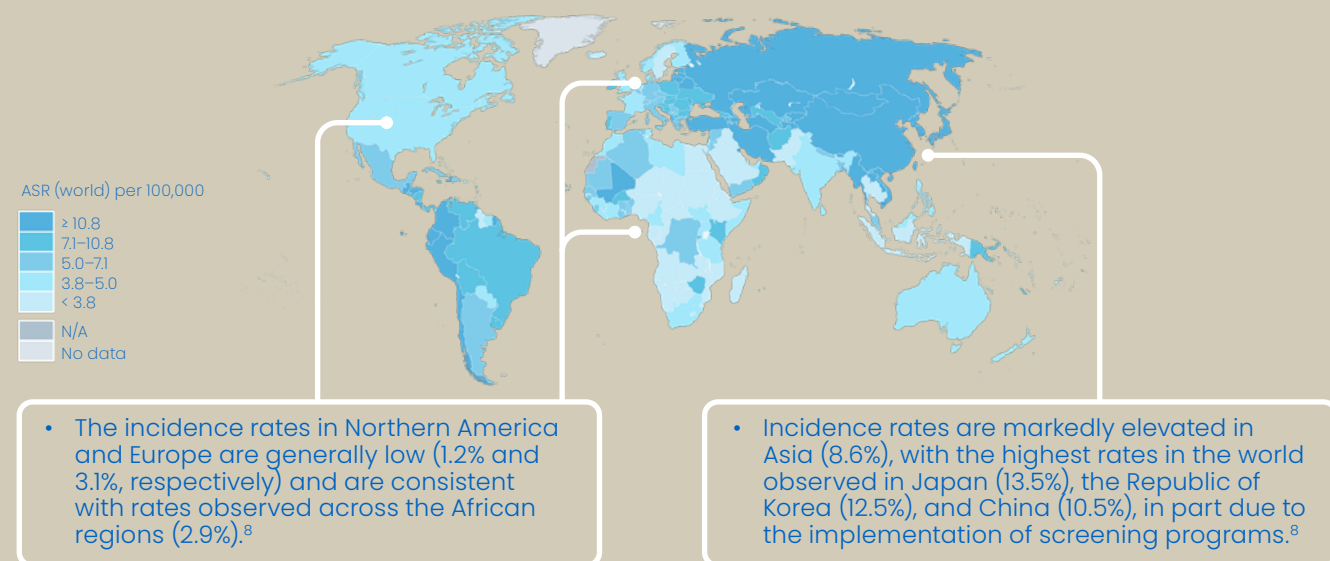 ASR (world) per 100,000
≥ 10.8
7.1–10.8
5.0–7.1
3.8–5.0
< 3.8
N/A
No data
• The incidence rates in Northern America
and Europe are generally low (1.2% and
3.1%, respectively) and are consistent
with rates observed across the African
regions (2.9%).⁸
• Incidence rates are markedly elevated in
Asia (8.6%), with the highest rates in the world
observed in Japan (13.5%), the Republic of
Korea (12.5%), and China (10.5%), in part due to
the implementation of screening programs.⁸